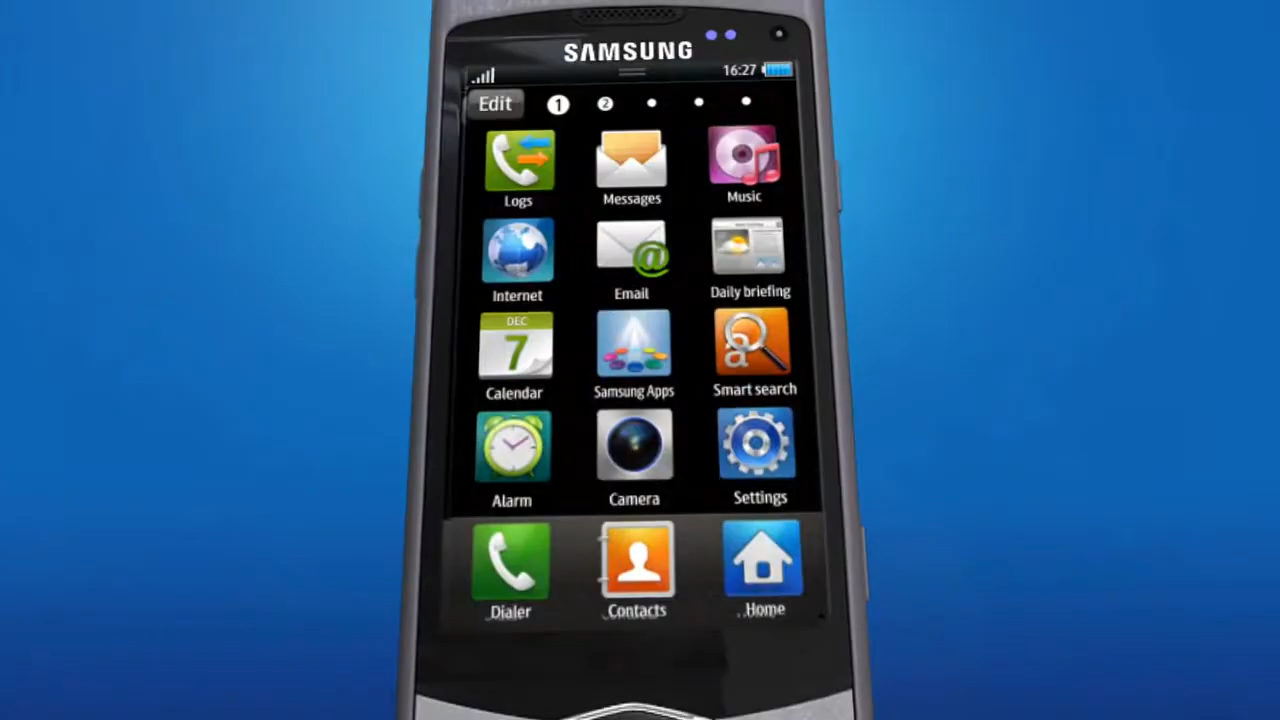 SAMSUNG
16:27
Edit 1 2
Logs Messages Music
Internet Email Daily briefing
DEC
7
a
Calendar Samsung Apps Smart search
Alarm Camera Settings
Dialer Contacts Home